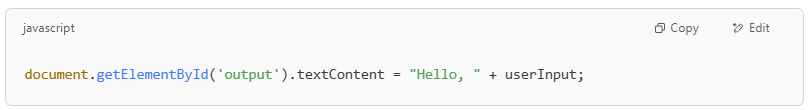 javascript
Copy
Edit
document.getElementById('output').textContent = "Hello, " + userInput;